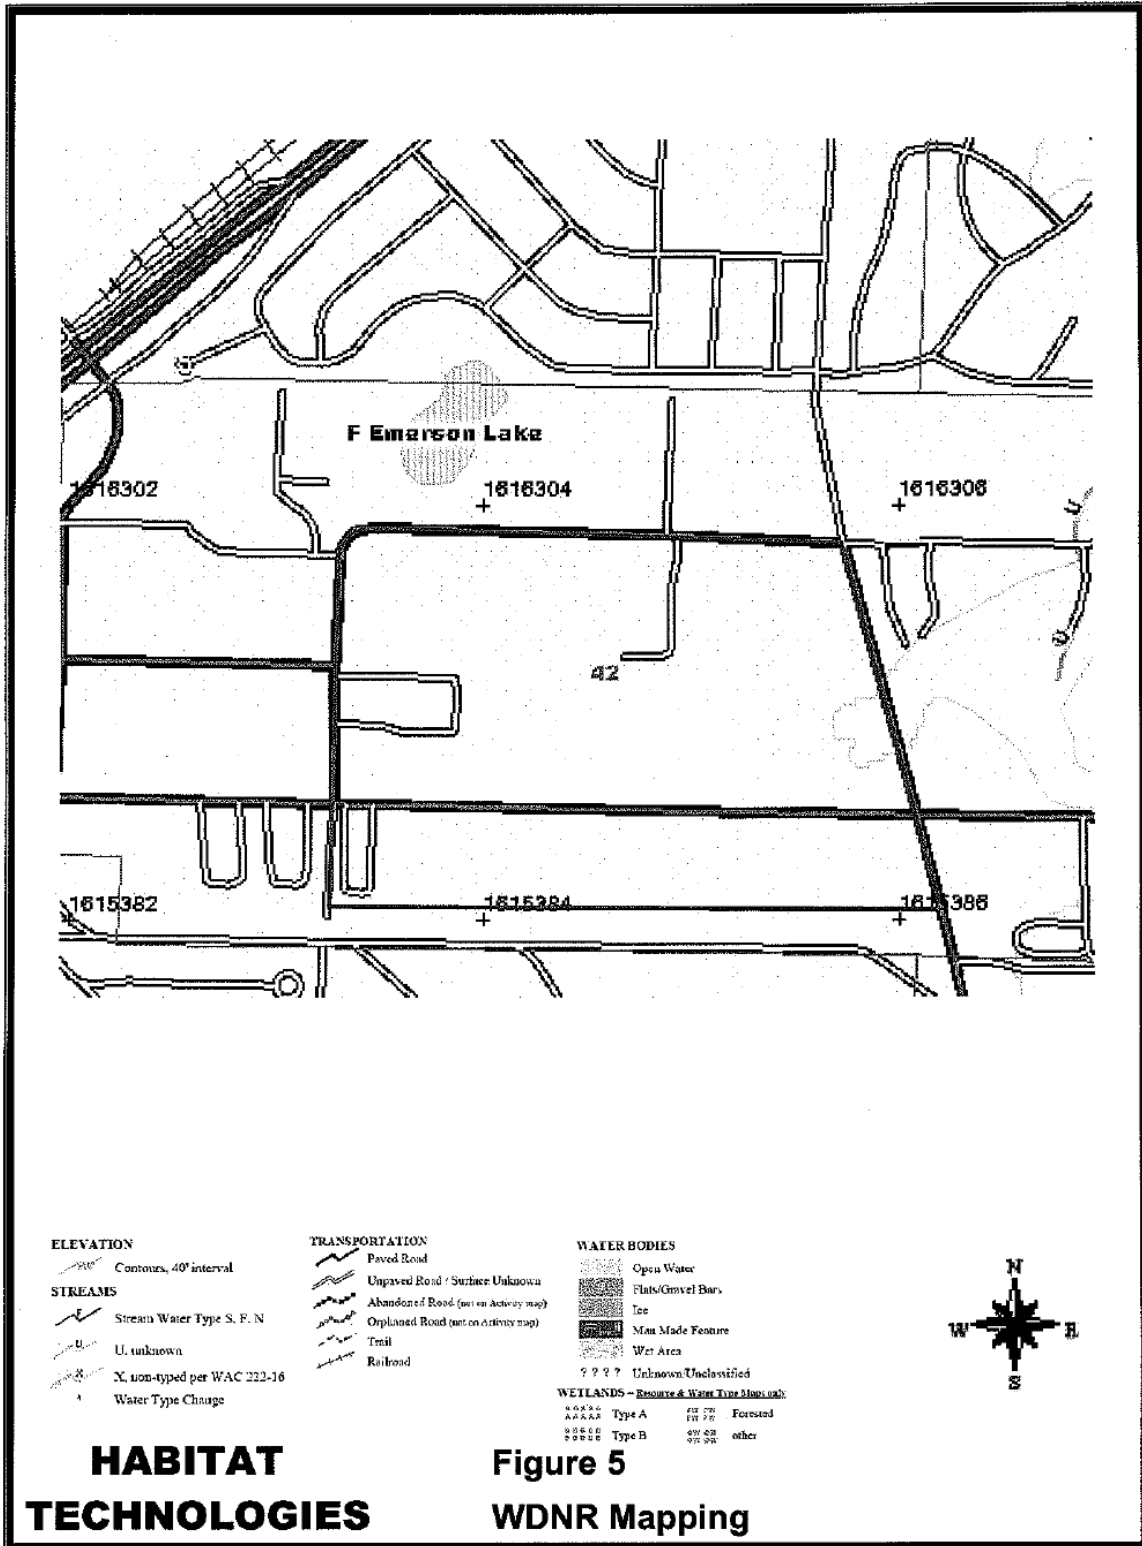 F Emerson Lake
1616302
1616304
1616306
U
U
42
1615382
1615384
1615386
ELEVATION
Contours, 40' interval
STREAMS
F
Stream Water Type S, F, N
U
U, unknown
X
X, non-typed per WAC 222-16
Water Type Change
TRANSPORTATION
Paved Road
Unpaved Road / Surface Unknown
Abandoned Road (not on Activity map)
Orphaned Road (not on Activity map)
Trail
Railroad
WATER BODIES
Open Water
Flats/Gravel Bars
Ice
Man Made Feature
Wet Area
? ? ? ? Unknown/Unclassified
WETLANDS – Resource & Water Type Maps only
Type A
Forested
Type B
other
N
W
E
S
HABITAT
TECHNOLOGIES
Figure 5
WDNR Mapping